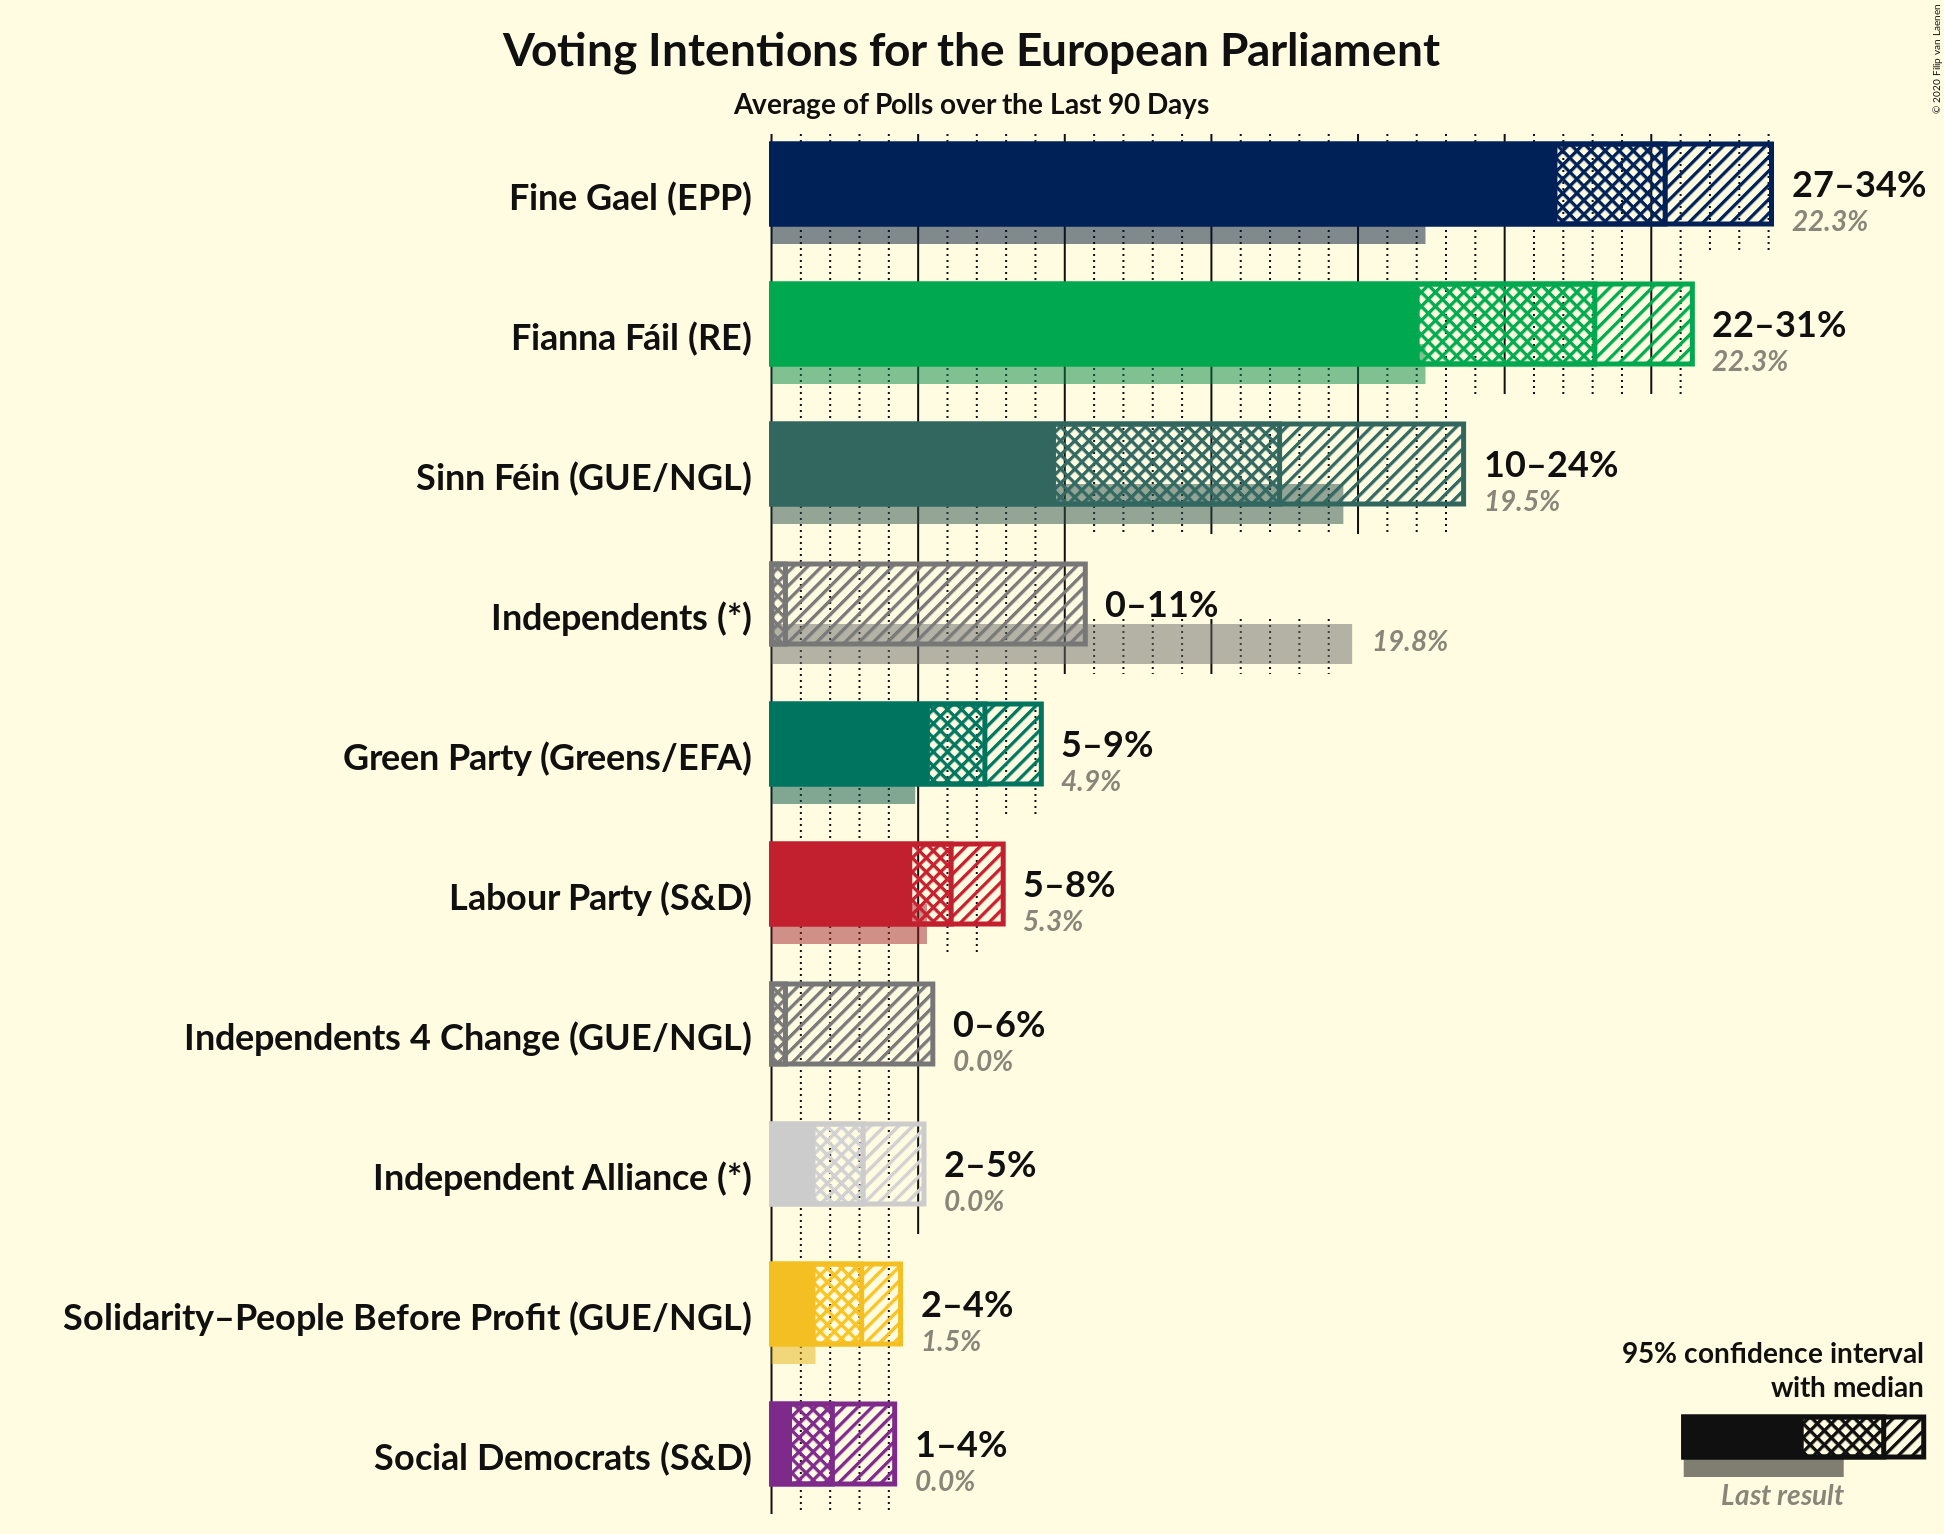 Voting Intentions for the European Parliament
Average of Polls over the Last 90 Days
© 2020 Filip van Laenen
Fine Gael (EPP)
27–34%
22.3%
Fianna Fáil (RE)
22–31%
22.3%
Sinn Féin (GUE/NGL)
10–24%
19.5%
Independents (*)
0–11%
19.8%
Green Party (Greens/EFA)
5–9%
4.9%
Labour Party (S&D)
5–8%
5.3%
Independents 4 Change (GUE/NGL)
0–6%
0.0%
Independent Alliance (*)
2–5%
0.0%
Solidarity–People Before Profit (GUE/NGL)
2–4%
1.5%
Social Democrats (S&D)
1–4%
0.0%
95% confidence interval
with median
Last result